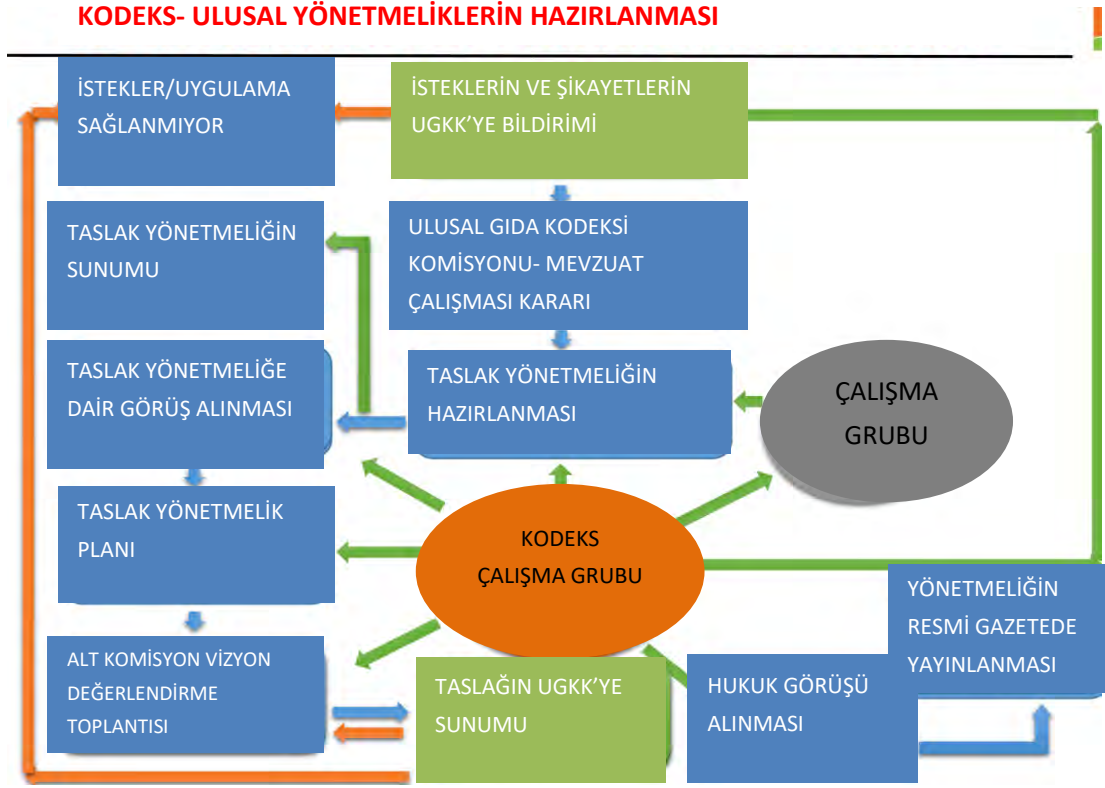 KODEKS- ULUSAL YÖNETMELİKLERİN HAZIRLANMASI
İSTEKLER/UYGULAMA
SAĞLANMIYOR
İSTEKLERİN VE ŞİKAYETLERİN
UGKK’YE BİLDİRİMİ
TASLAK YÖNETMELİĞİN
SUNUMU
ULUSAL GIDA KODEKSİ
KOMİSYONU- MEVZUAT
ÇALIŞMASI KARARI
TASLAK YÖNETMELİĞE
DAİR GÖRÜŞ ALINMASI
TASLAK YÖNETMELİĞİN
HAZIRLANMASI
ÇALIŞMA
GRUBU
TASLAK YÖNETMELİK
PLANI
KODEKS
ÇALIŞMA GRUBU
YÖNETMELİĞİN
RESMİ GAZETEDE
YAYINLANMASI
ALT KOMİSYON VİZYON
DEĞERLENDİRME
TOPLANTISI
TASLAĞIN UGKK’YE
SUNUMU
HUKUK GÖRÜŞÜ
ALINMASI